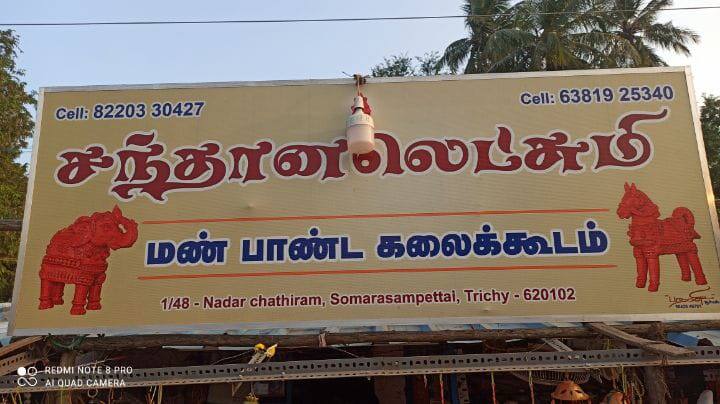 Cell: 82203 30427
Cell: 63819 25340
சந்தானலெட்சுமி
மண் பாண்ட கலைக்கூடம்
1/48 - Nadar chathiram, Somarasampettai, Trichy - 620102
REDMI NOTE 8 PRO
AI QUAD CAMERA